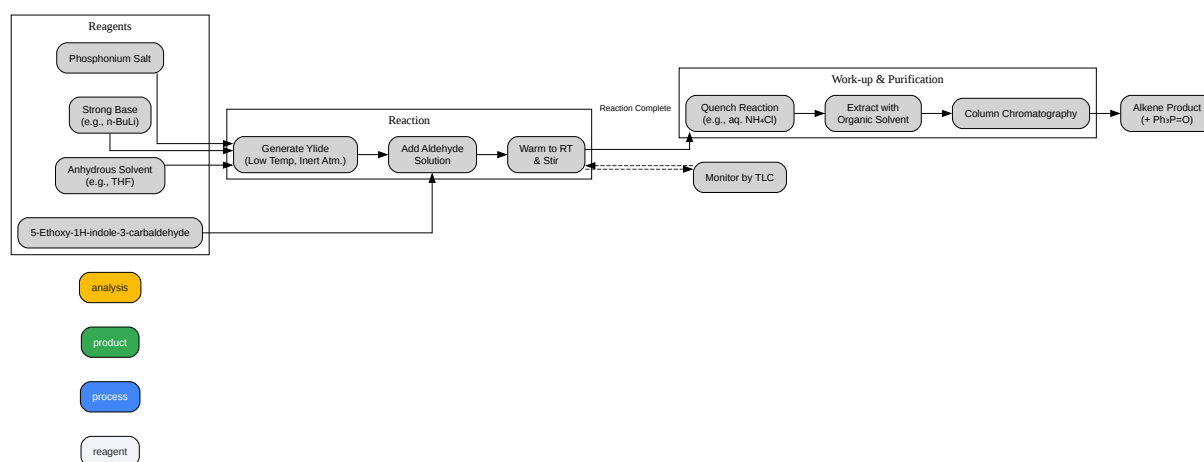 Reagents
Phosphonium Salt
Strong Base
(e.g., n-BuLi)
Anhydrous Solvent
(e.g., THF)
5-Ethoxy-1H-indole-3-carbaldehyde
Reaction
Generate Ylide
(Low Temp, Inert Atm.)
Add Aldehyde
Solution
Warm to RT
& Stir
Reaction Complete
Monitor by TLC
Work-up & Purification
Quench Reaction
(e.g., aq. NH₄Cl)
Extract with
Organic Solvent
Column Chromatography
Alkene Product
(+ Ph₃P=O)
analysis
product
process
reagent